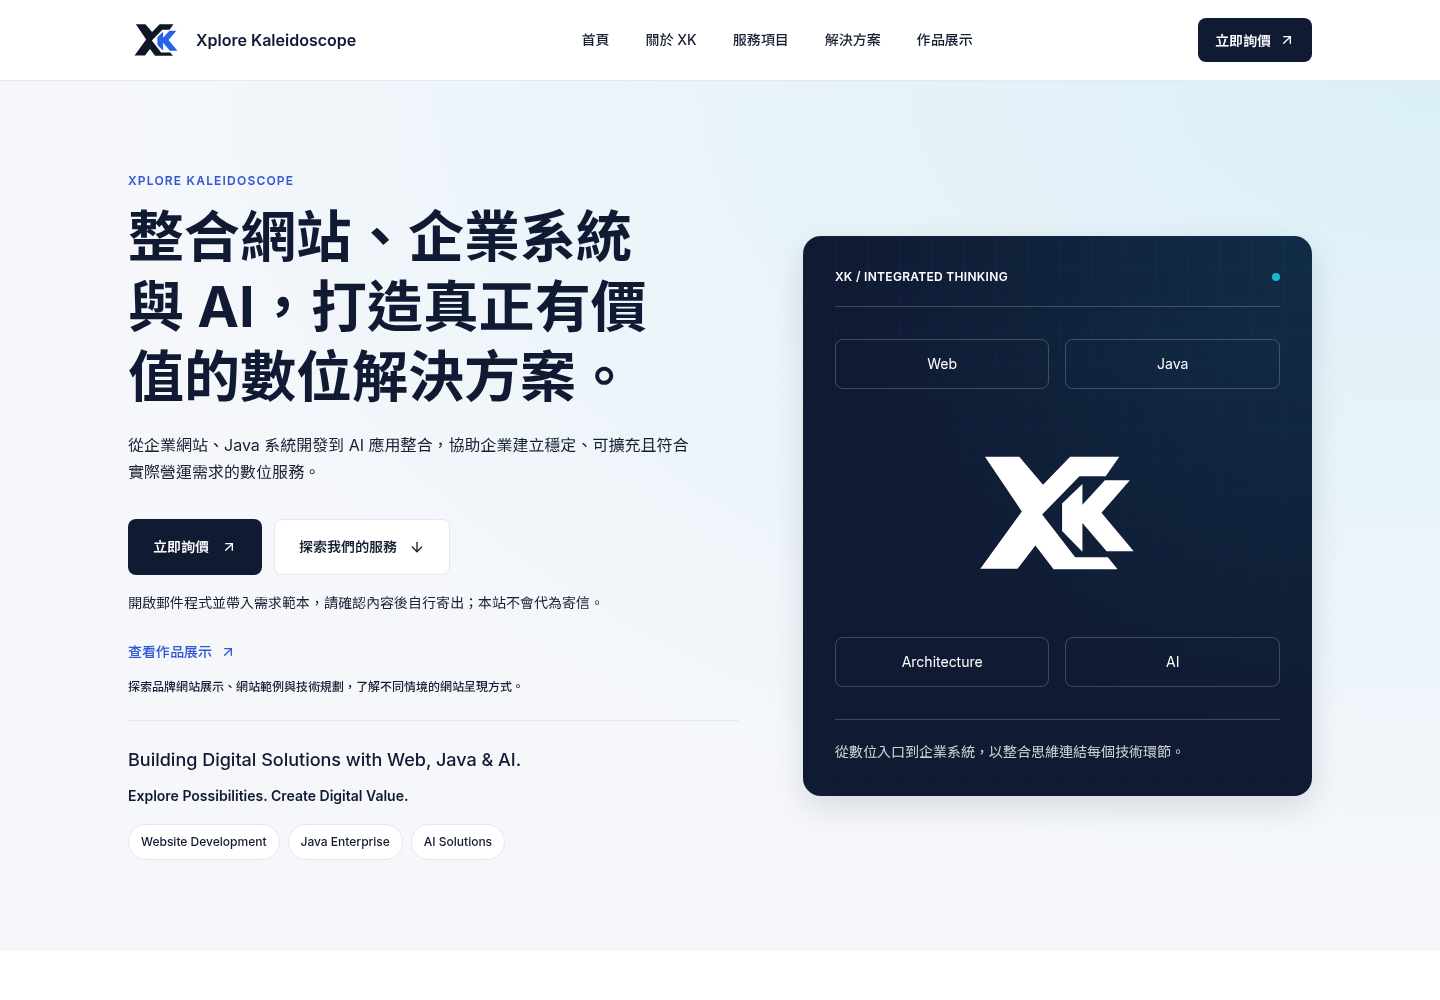 XK Xplore Kaleidoscope
首頁
關於 XK
服務項目
解決方案
作品展示
立即詢價
XPLORE KALEIDOSCOPE
整合網站、企業系統
與 AI，打造真正有價
值的數位解決方案。
從企業網站、Java 系統開發到 AI 應用整合，協助企業建立穩定、可擴充且符合
實際營運需求的數位服務。
立即詢價
探索我們的服務
開啟郵件程式並帶入需求範本，請確認內容後自行寄出；本站不會代為寄信。
查看作品展示
探索品牌網站展示、網站範例與技術規劃，了解不同情境的網站呈現方式。
Building Digital Solutions with Web, Java & AI.
Explore Possibilities. Create Digital Value.
Website Development
Java Enterprise
AI Solutions
XK / INTEGRATED THINKING
Web
Java
XK
Architecture
AI
從數位入口到企業系統，以整合思維連結每個技術環節。